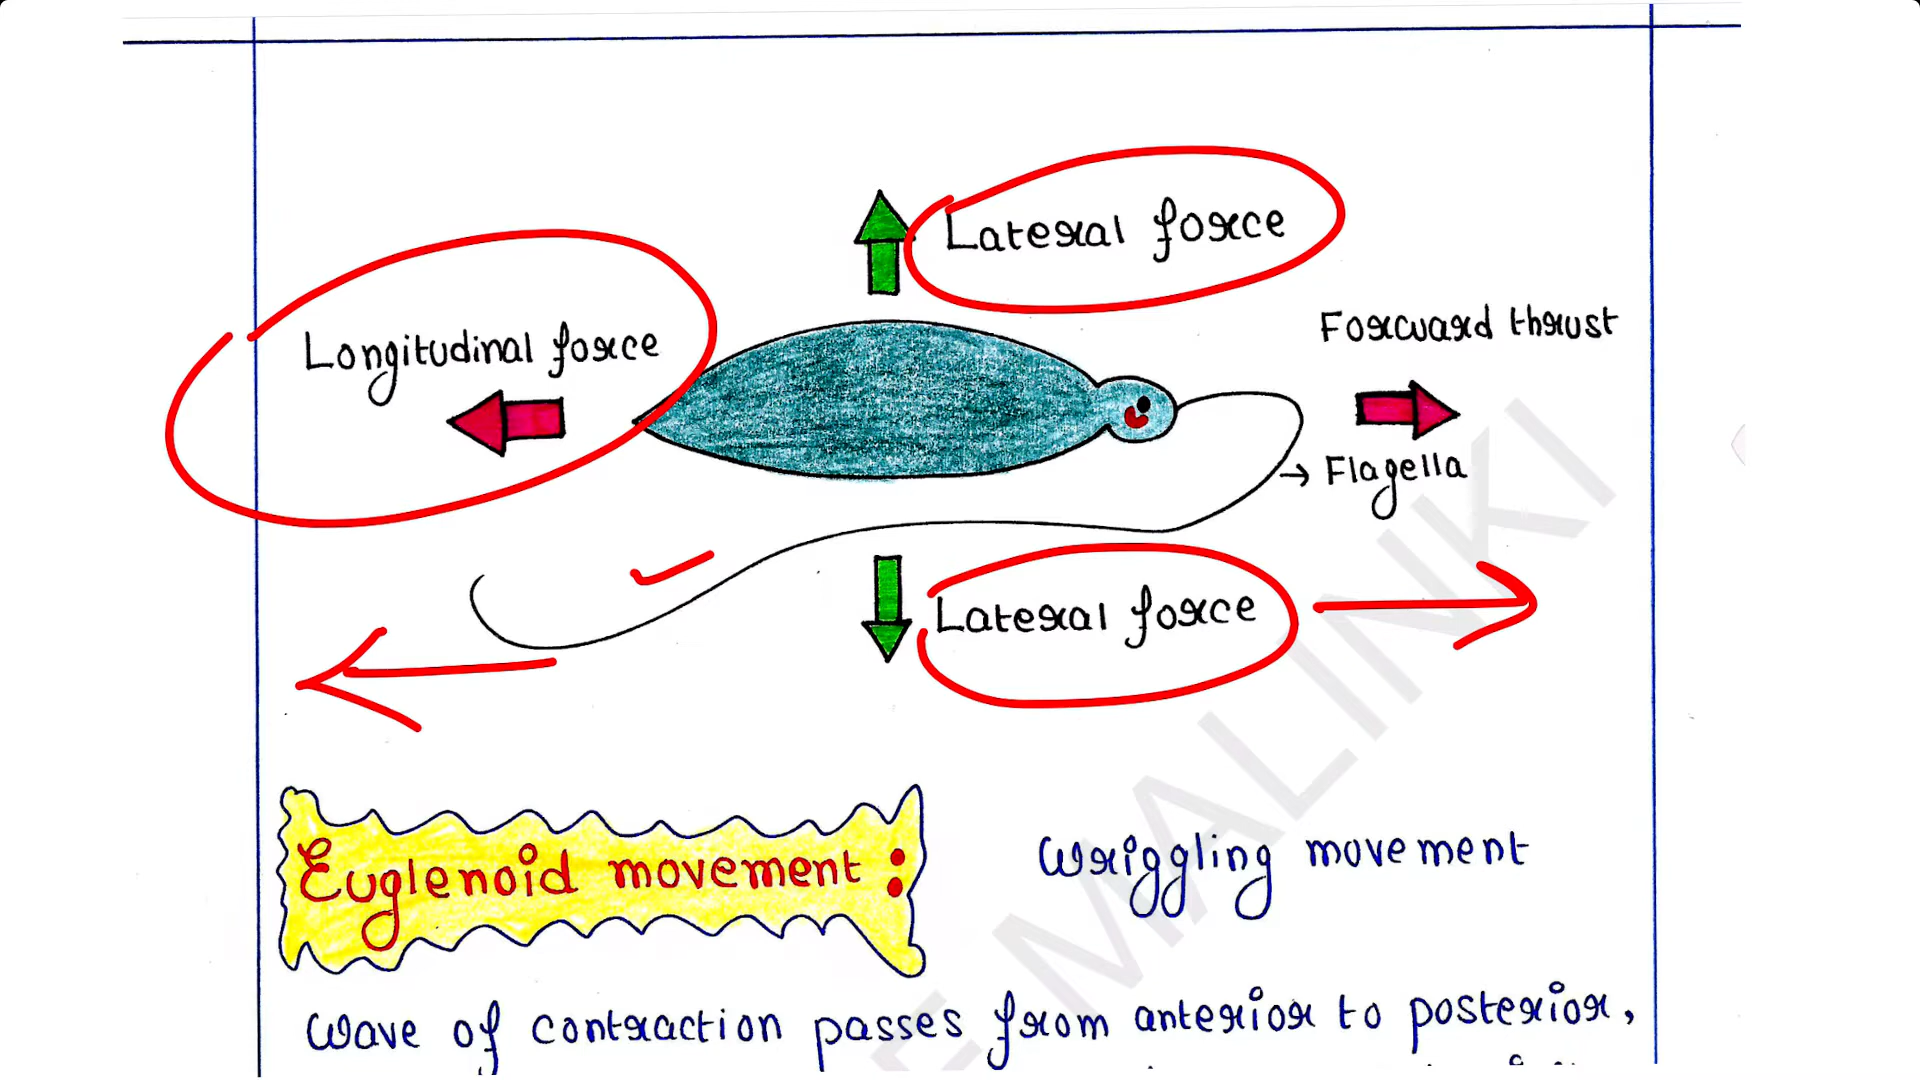 Lateral force
Longitudinal force
Forward thrust
→ Flagella
Lateral force
Euglenoid movement :
Wriggling movement
Wave of contraction passes from anterior to posterior,
MALINKI